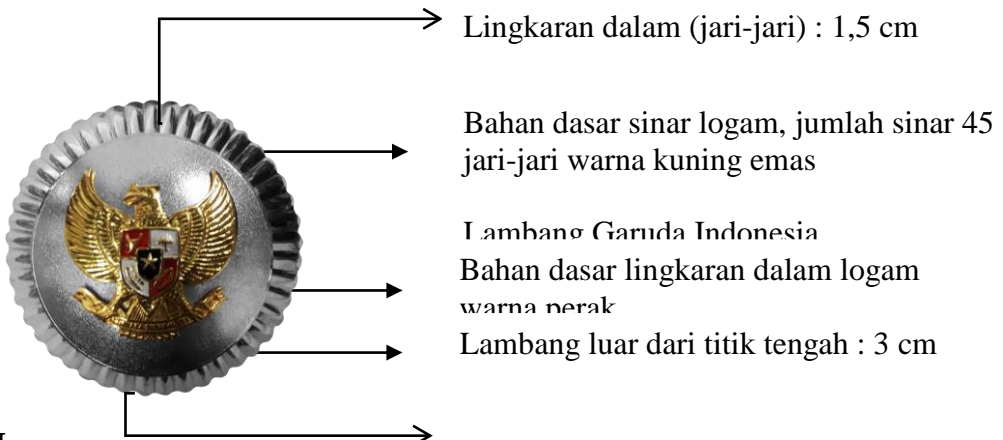 Lingkaran dalam (jari-jari) : 1,5 cm
Bahan dasar sinar logam, jumlah sinar 45
jari-jari warna kuning emas
Lambang Garuda Indonesia
Bahan dasar lingkaran dalam logam
warna perak
Lambang luar dari titik tengah : 3 cm